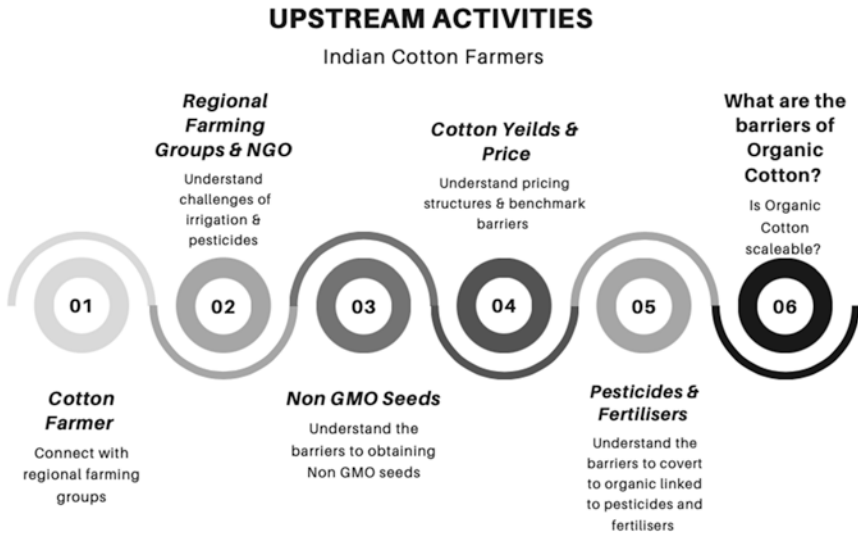 UPSTREAM ACTIVITIES
Indian Cotton Farmers
01
Cotton
Farmer
Connect with
regional farming
groups
Regional
Farming
Groups & NGO
Understand
challenges of
irrigation &
pesticides
02
03
Non GMO Seeds
Understand the
barriers to obtaining
Non GMO seeds
Cotton Yeilds &
Price
Understand pricing
structures & benchmark
barriers
04
05
Pesticides &
Fertilisers
Understand the
barriers to covert
to organic linked
to pesticides and
fertilisers
What are the
barriers of
Organic
Cotton?
Is Organic
Cotton
scaleable?
06